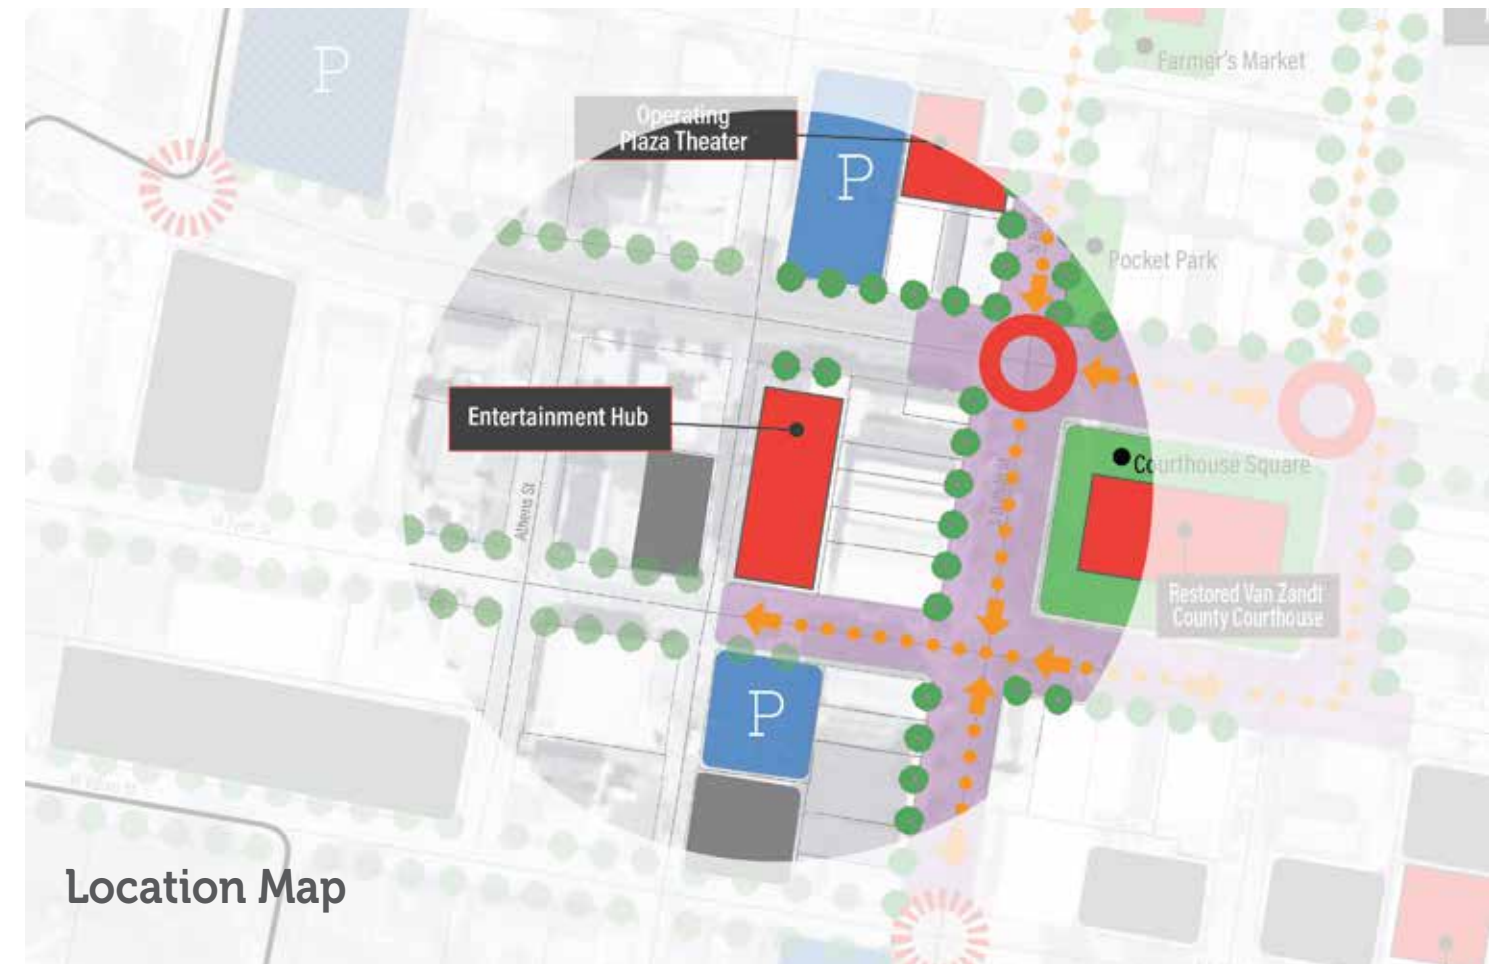 P
Farmer's Market
Operating
Plaza Theater
P
Pocket Park
Entertainment Hub
Courthouse Square
Athens St
Restored Van Zandt
County Courthouse
P
Location Map